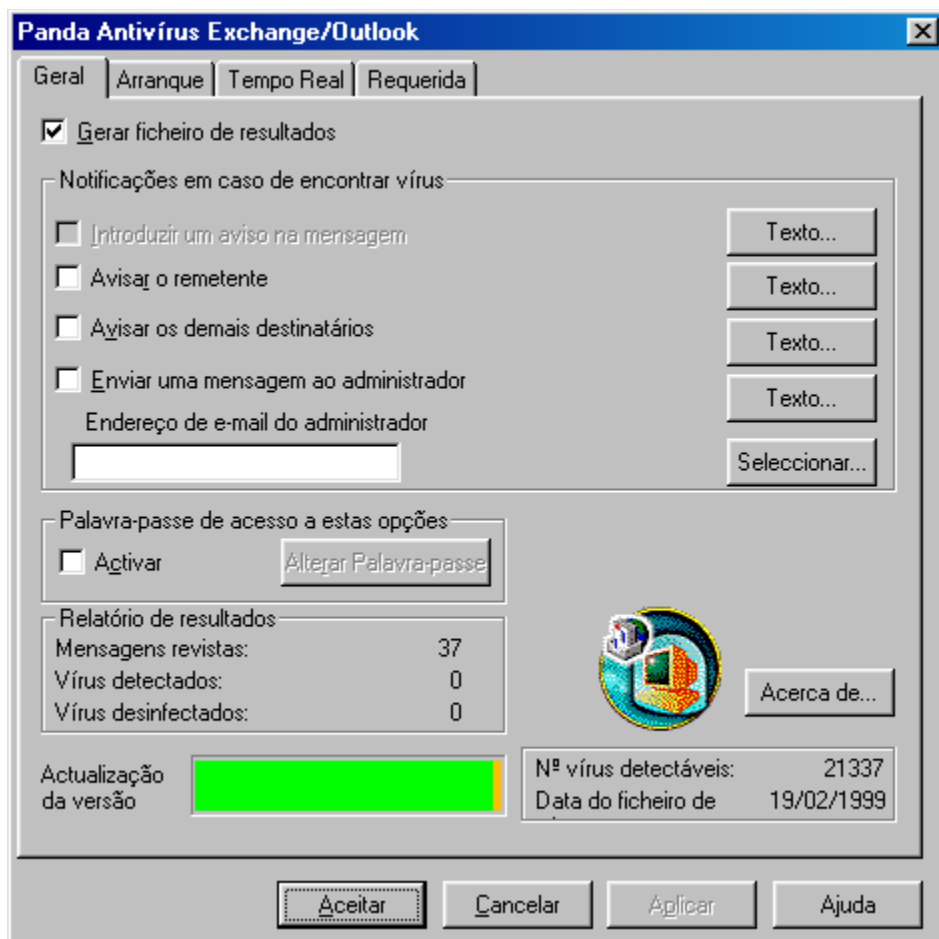 Panda Antivírus Exchange/Outlook
Geral Arranque Tempo Real Requerida
Gerar ficheiro de resultados
Notificações em caso de encontrar vírus
Introduzir um aviso na mensagem Texto...
Avisar o remetente Texto...
Avisar os demais destinatários Texto...
Enviar uma mensagem ao administrador Texto...
Endereço de e-mail do administrador
Seleccionar...
Palavra-passe de acesso a estas opções
Activar Alterar Palavra-passe
Relatório de resultados
Mensagens revistas: 37
Vírus detectados: 0
Vírus desinfectados: 0
Acerca de...
Actualização
da versão
Nº vírus detectáveis: 21337
Data do ficheiro de 19/02/1999
Aceitar Cancelar Aplicar Ajuda